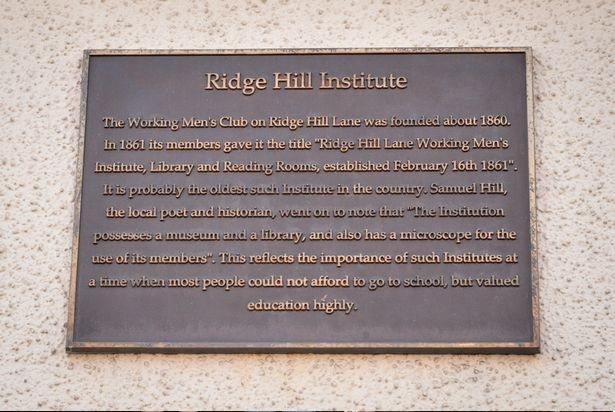 Ridge Hill Institute
The Working Men's Club on Ridge Hill Lane was founded about 1860.
In 1861 its members gave it the title "Ridge Hill Lane Working Men's
Institute, Library and Reading Rooms, established February 16th 1861".
It is probably the oldest such Institute in the country. Samuel Hill,
the local poet and historian, went on to note that "The Institution
possesses a museum and a library, and also has a microscope for the
use of its members". This reflects the importance of such Institutes at
a time when most people could not afford to go to school, but valued
education highly.